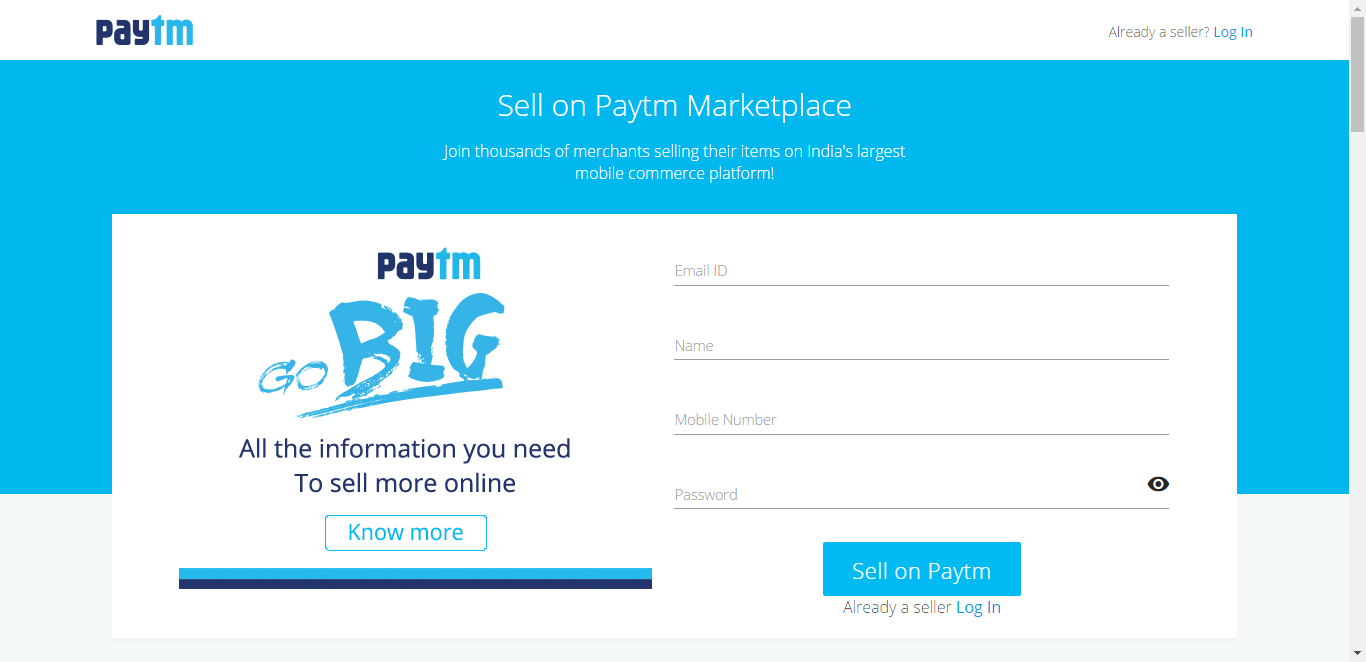 paytm
Already a seller? Log In
Sell on Paytm Marketplace
Join thousands of merchants selling their items on India's largest
mobile commerce platform!
paytm
GO BIG
All the information you need
To sell more online
Know more
Email ID
Name
Mobile Number
Password
Sell on Paytm
Already a seller Log In